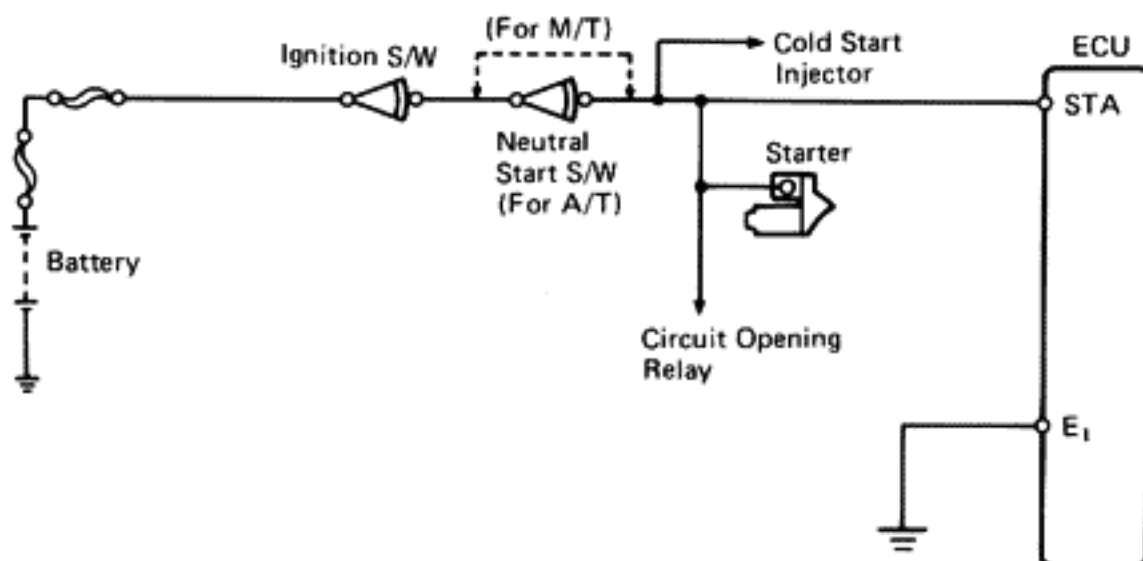 (For M/T)
Ignition S/W
Cold Start
Injector
ECU
STA
Neutral
Start S/W
(For A/T)
Starter
Battery
Circuit Opening
Relay
E₁